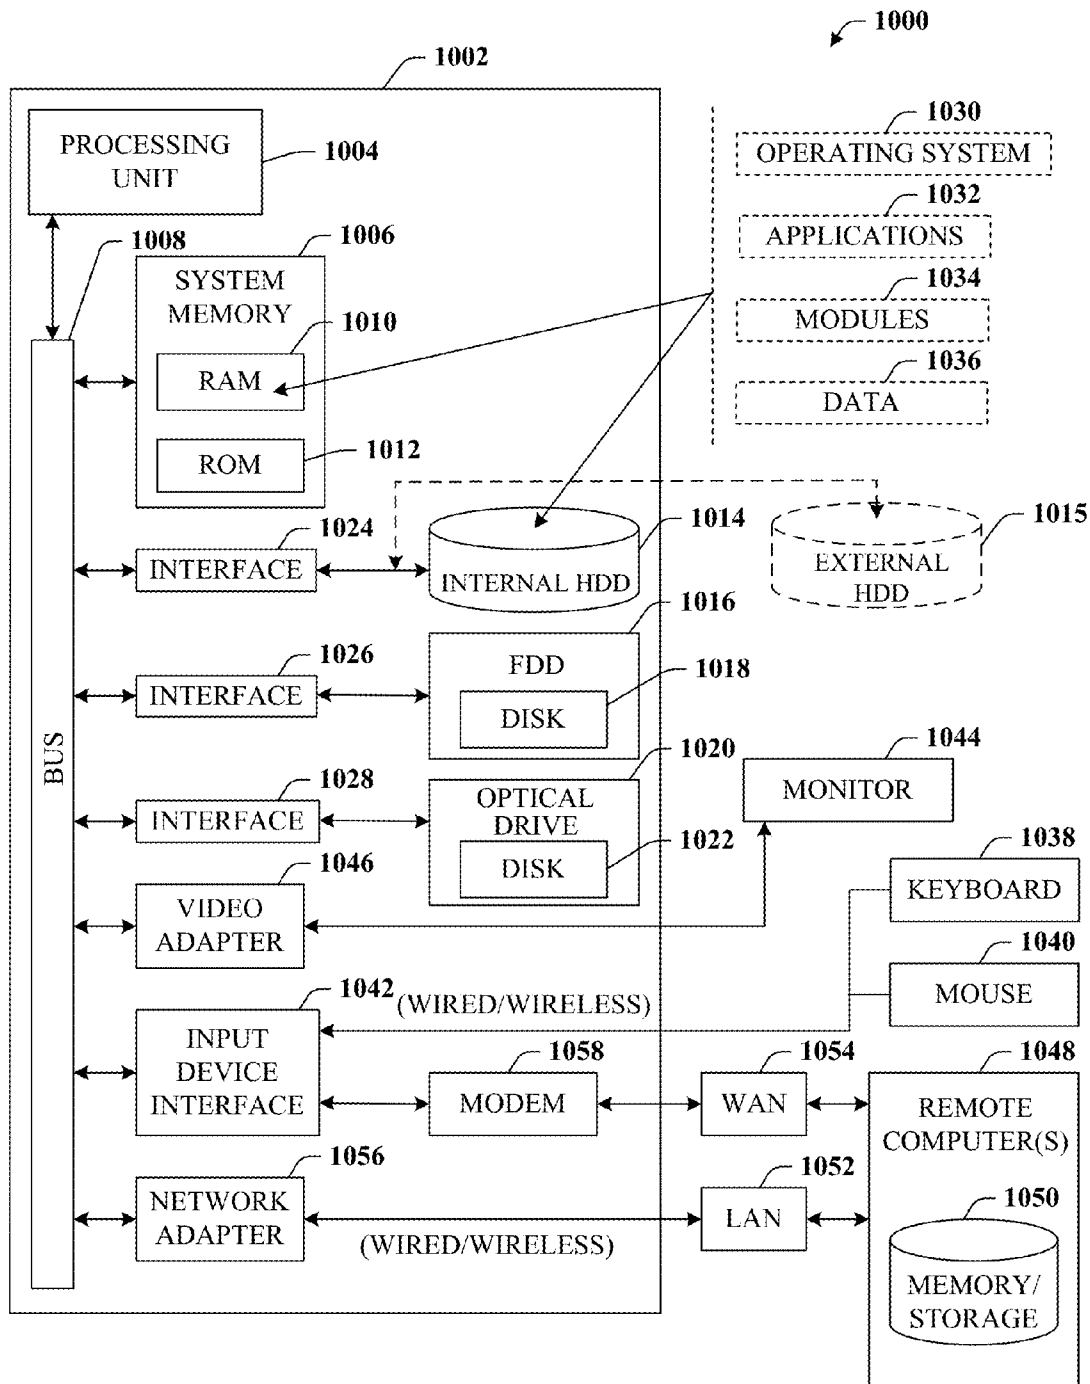 1000
1002
PROCESSING
UNIT
1004
1030
OPERATING SYSTEM
1032
APPLICATIONS
1034
MODULES
1036
DATA
1008
1006
SYSTEM
MEMORY
1010
RAM
1012
ROM
BUS
1024
INTERFACE
1014
INTERNAL HDD
1015
EXTERNAL
HDD
1026
INTERFACE
1016
FDD
1018
DISK
1028
INTERFACE
1020
OPTICAL
DRIVE
1022
DISK
1044
MONITOR
1046
VIDEO
ADAPTER
1038
KEYBOARD
1040
MOUSE
1042
(WIRED/WIRELESS)
INPUT
DEVICE
INTERFACE
1058
MODEM
1054
WAN
1048
REMOTE
COMPUTER(S)
1056
NETWORK
ADAPTER
(WIRED/WIRELESS)
1052
LAN
1050
MEMORY/
STORAGE